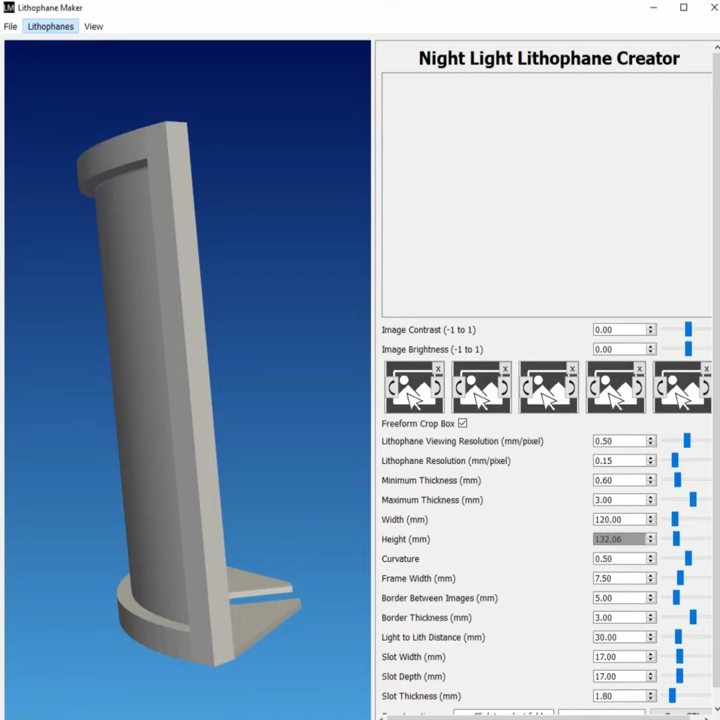 LM Lithophane Maker
File Lithophanes View
Night Light Lithophane Creator
Image Contrast (-1 to 1) 0.00
Image Brightness (-1 to 1) 0.00
x x x x x
Freeform Crop Box
Lithophane Viewing Resolution (mm/pixel) 0.50
Lithophane Resolution (mm/pixel) 0.15
Minimum Thickness (mm) 0.60
Maximum Thickness (mm) 3.00
Width (mm) 120.00
Height (mm) 132.06
Curvature 0.50
Frame Width (mm) 7.50
Border Between Images (mm) 5.00
Border Thickness (mm) 3.00
Light to Lith Distance (mm) 30.00
Slot Width (mm) 17.00
Slot Depth (mm) 17.00
Slot Thickness (mm) 1.80